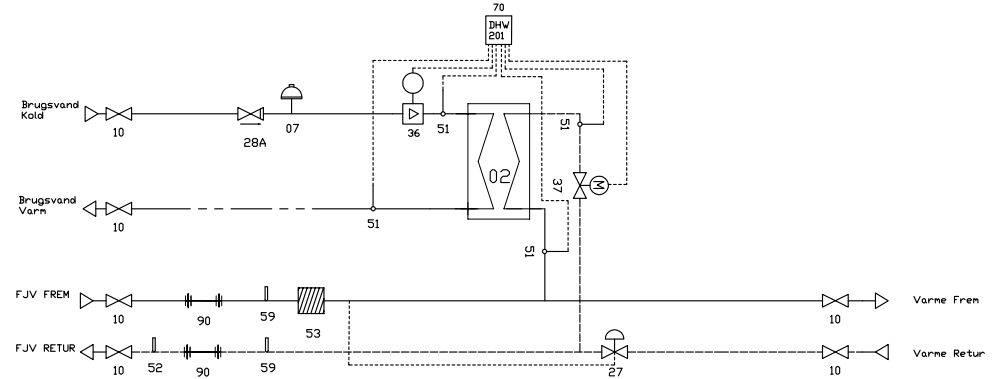 70
DHW
201
Brugsvand
Kold
10
28A
07
36
51
51
02
37
M
Brugsvand
Varm
10
51
51
FJV FREM
10
90
59
53
10
Varme Frem
FJV RETUR
10
52
90
59
27
10
Varme Retur